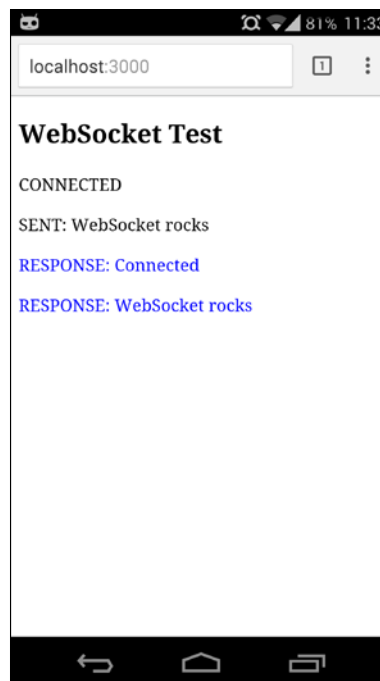 81% 11:33
localhost:3000
1
WebSocket Test
CONNECTED
SENT: WebSocket rocks
RESPONSE: Connected
RESPONSE: WebSocket rocks